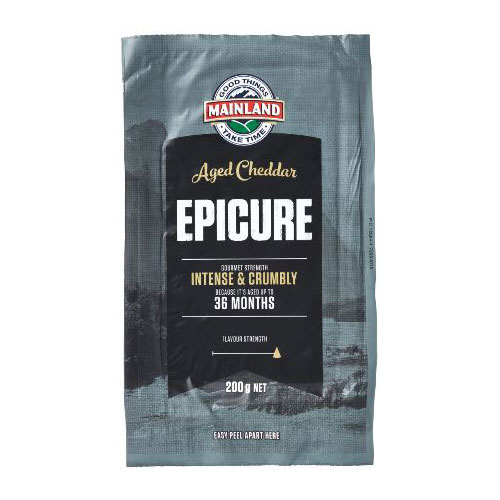 GOOD THINGS
MAINLAND
TAKE TIME
Aged Cheddar
EPICURE
GOURMET STRENGTH
INTENSE & CRUMBLY
BECAUSE IT'S AGED UP TO
36 MONTHS
FLAVOUR STRENGTH
200g NET
EASY PEEL APART HERE